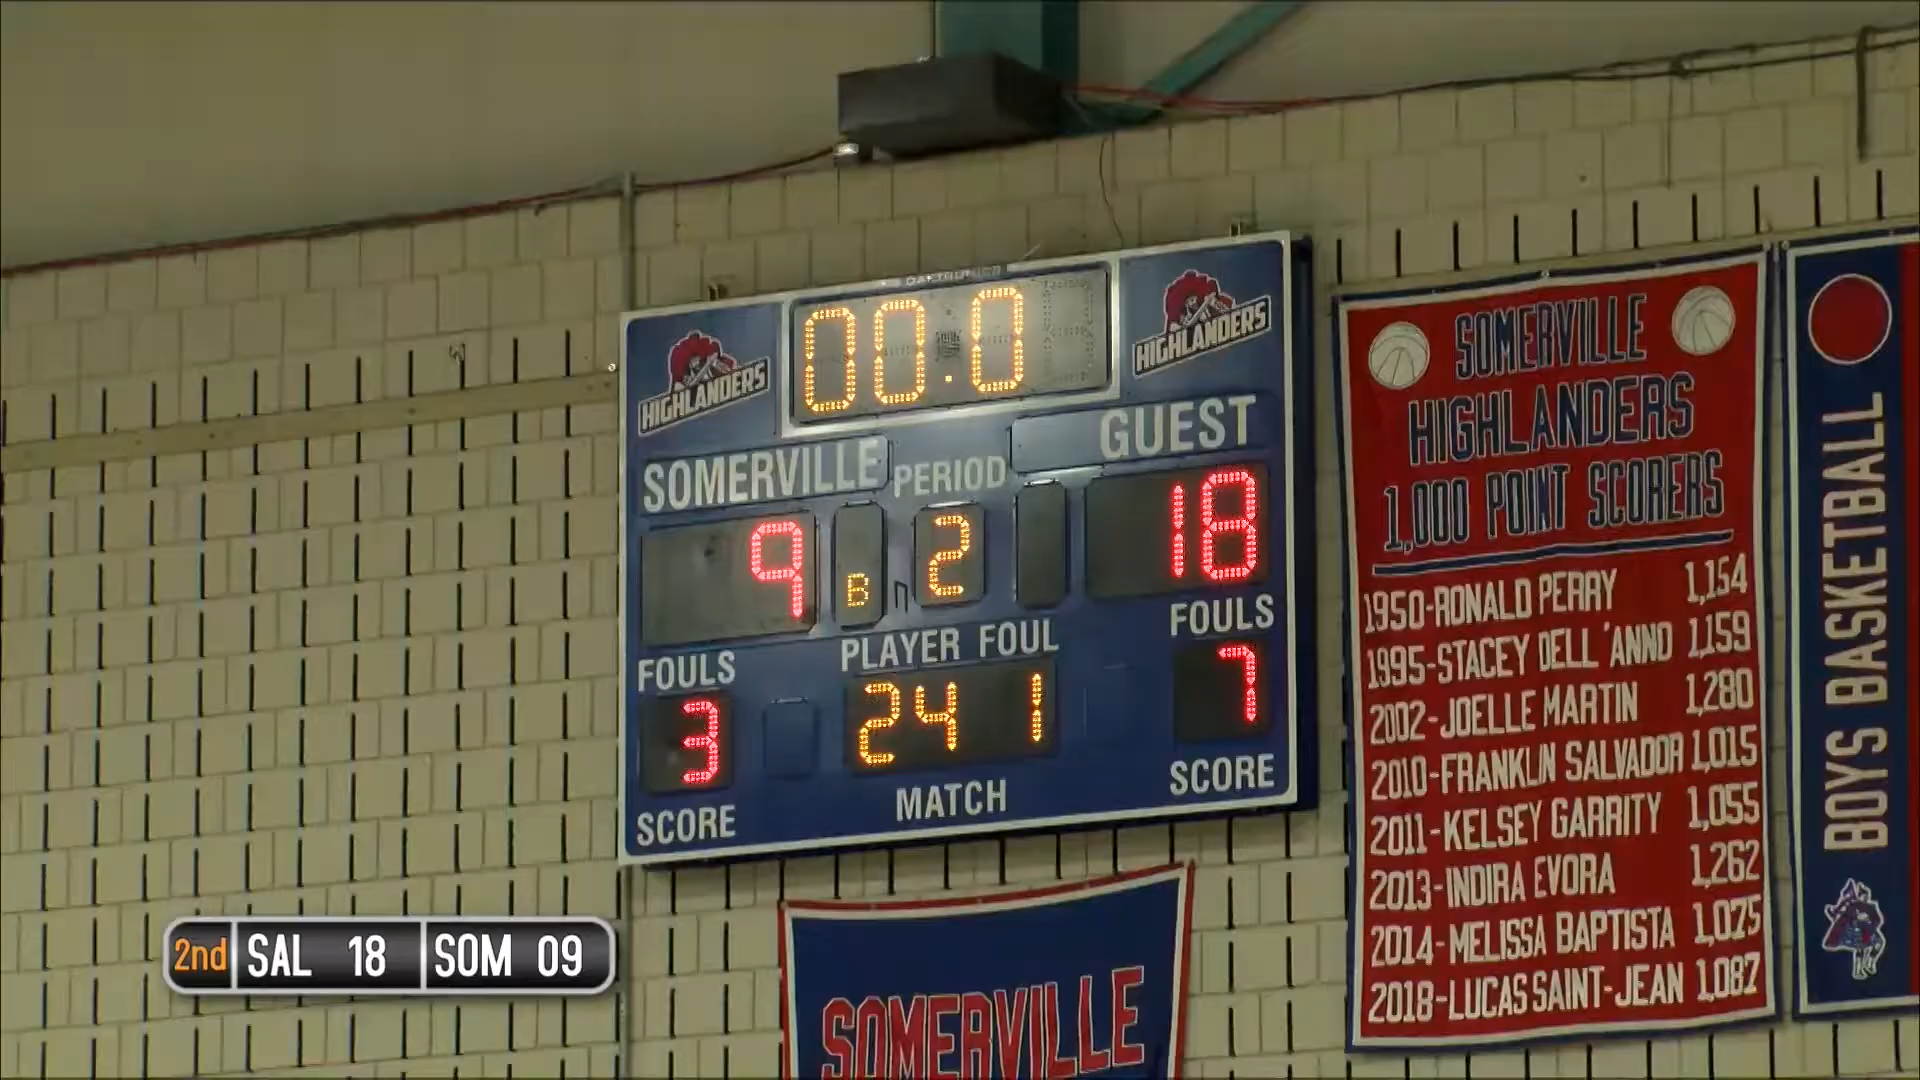 DAKTRONICS
00.0
HIGHLANDERS
HIGHLANDERS
SOMERVILLE
PERIOD
GUEST
9
B
2
18
FOULS
PLAYER FOUL
FOULS
3
24 1
7
SCORE
MATCH
SCORE
SOMERVILLE
HIGHLANDERS
1,000 POINT SCORERS
1950-RONALD PERRY 1,154
1995-STACEY DELL'ANNO 1,159
2002-JOELLE MARTIN 1,280
2010-FRANKLIN SALVADOR 1,015
2011-KELSEY GARRITY 1,055
2013-INDIRA EVORA 1,262
2014-MELISSA BAPTISTA 1,075
2018-LUCAS SAINT-JEAN 1,087
BOYS BASKETBALL
SOMERVILLE
2nd SAL 18 SOM 09